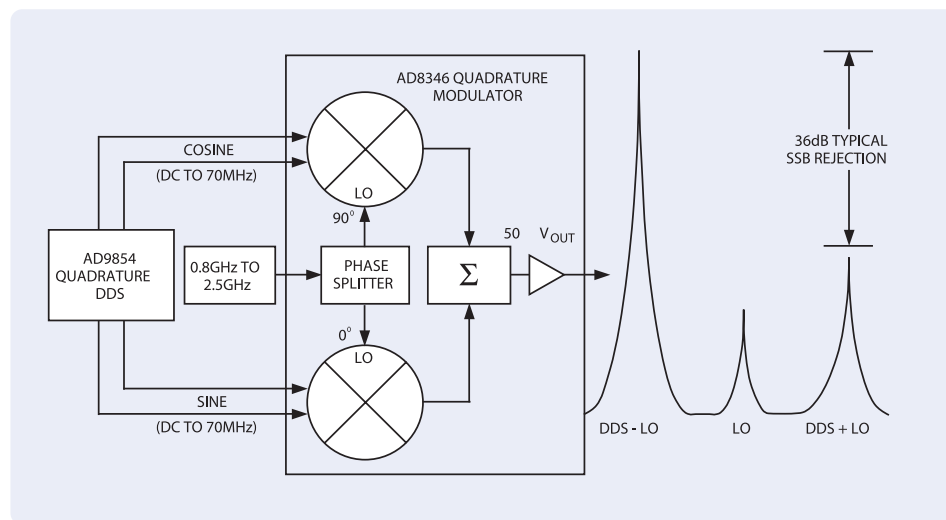 AD8346 QUADRATURE
MODULATOR
COSINE
(DC TO 70MHz)
LO
90°
AD9854
QUADRATURE
DDS
0.8GHz TO
2.5GHz
PHASE
SPLITTER
Σ
50
VOUT
0°
LO
SINE
(DC TO 70MHz)
36dB TYPICAL
SSB REJECTION
DDS - LO
LO
DDS + LO